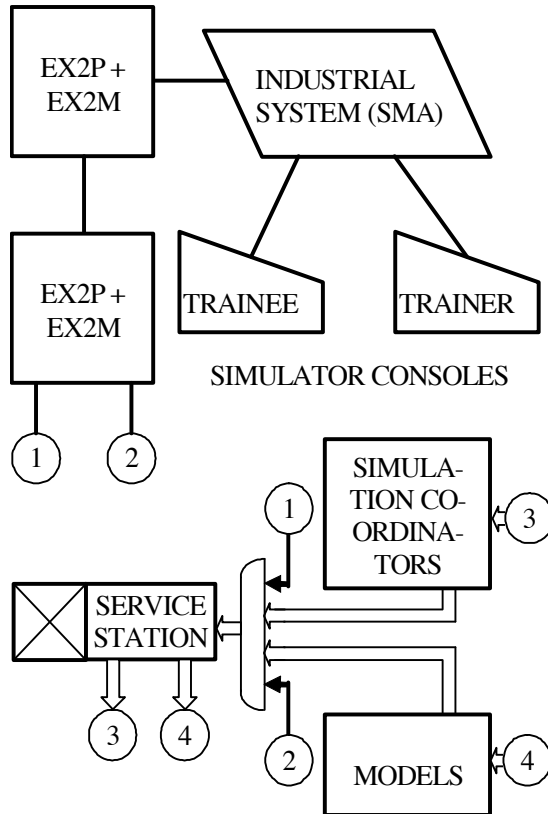 EX2P +
EX2M
INDUSTRIAL
SYSTEM (SMA)
EX2P +
EX2M
TRAINEE
TRAINER
SIMULATOR CONSOLES
1
2
SIMULA-
TION CO-
ORDINA-
TORS
3
1
SERVICE
STATION
3
4
2
MODELS
4